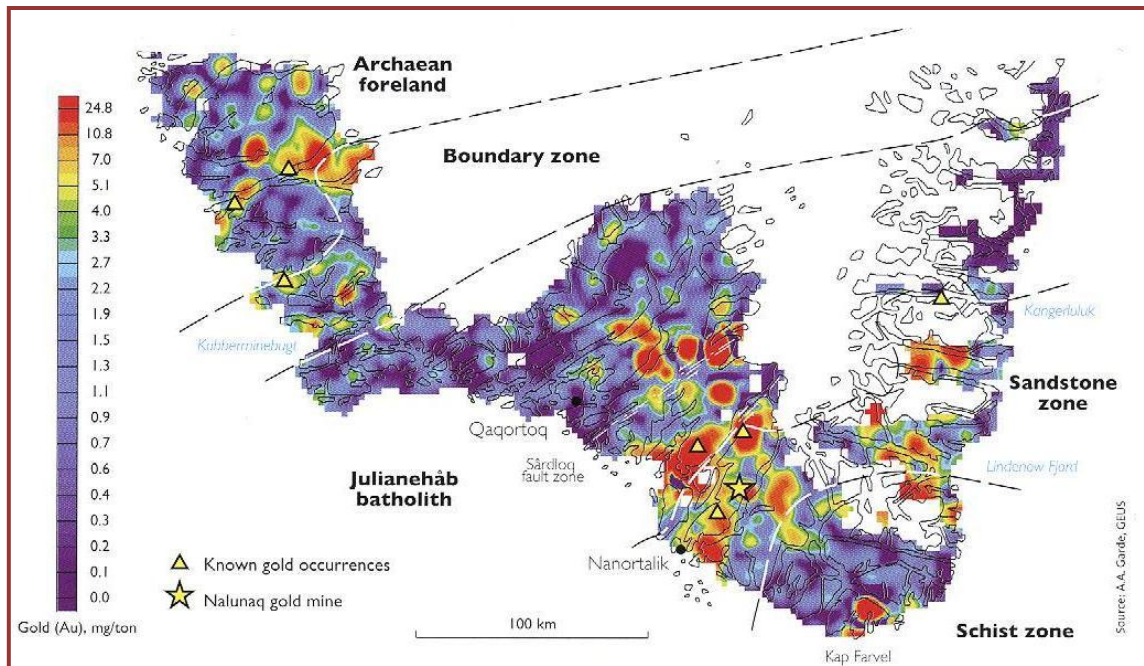 Archaean
foreland
Boundary zone
24.8
10.8
7.0
5.1
4.0
3.3
2.7
2.2
1.9
1.5
1.3
1.1
0.9
0.7
0.6
0.4
0.3
0.2
0.1
0.0
Gold (Au), mg/ton
Kobberminebugt
Kangerluluk
Sandstone
zone
Qaqortoq
Sârdloq
fault zone
Lindenow Fjord
Julianehåb
batholith
Nanortalik
Known gold occurrences
Nalunaq gold mine
100 km
Schist zone
Kap Farvel
Source: A.A. Garde, GEUS